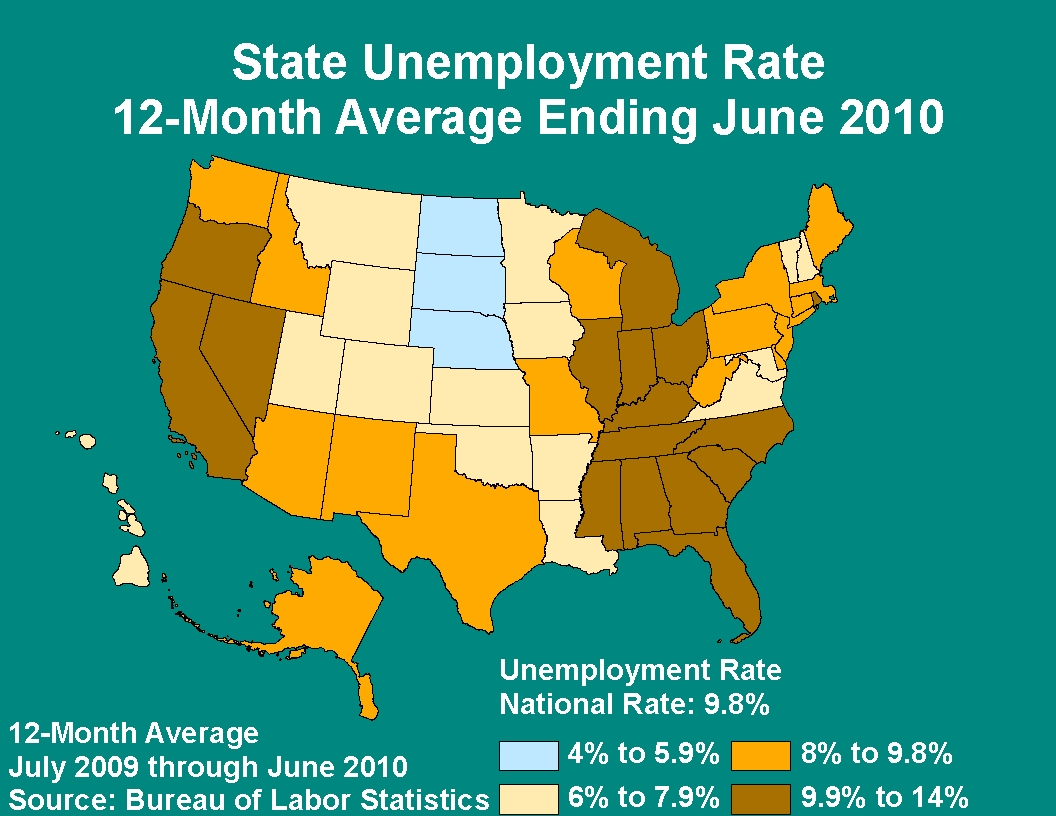 State Unemployment Rate
12-Month Average Ending June 2010
Unemployment Rate
National Rate: 9.8%
4% to 5.9%
8% to 9.8%
6% to 7.9%
9.9% to 14%
12-Month Average
July 2009 through June 2010
Source: Bureau of Labor Statistics